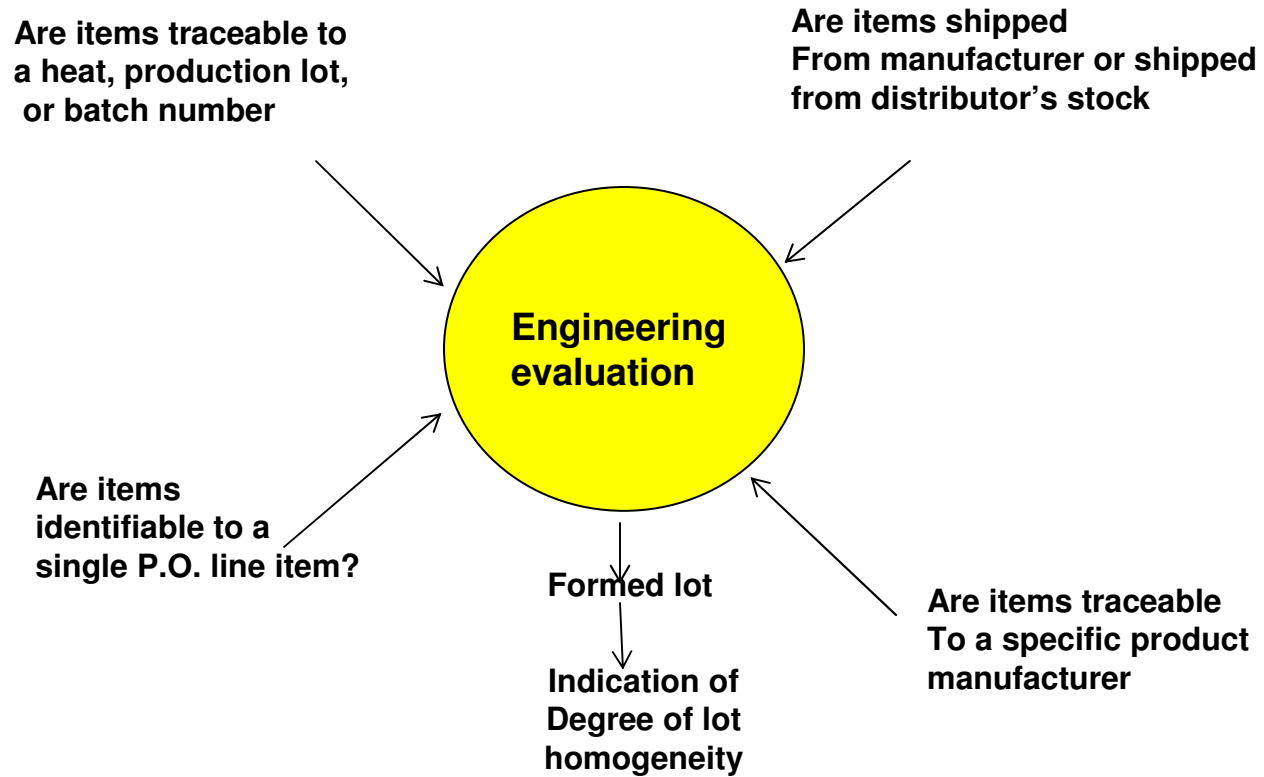 Are items traceable to
a heat, production lot,
or batch number
Are items shipped
From manufacturer or shipped
from distributor's stock
Engineering
evaluation
Are items
identifiable to a
single P.O. line item?
Formed lot
Indication of
Degree of lot
homogeneity
Are items traceable
To a specific product
manufacturer